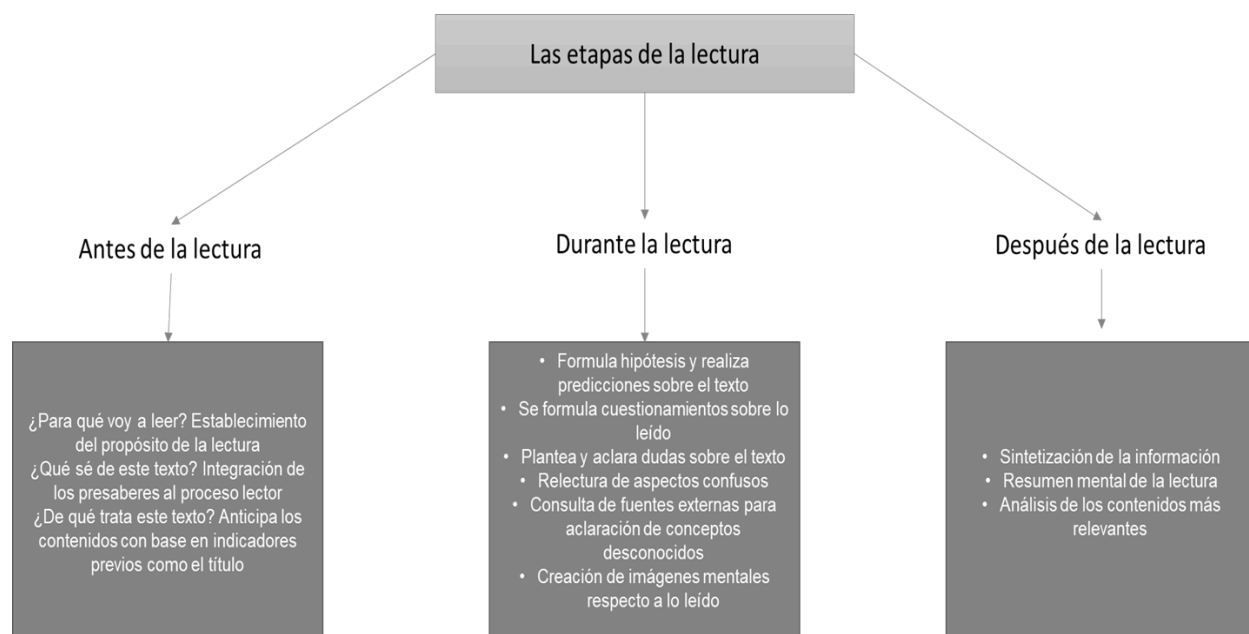 Las etapas de la lectura
Antes de la lectura
¿Para qué voy a leer? Establecimiento
del propósito de la lectura
¿Qué sé de este texto? Integración de
los presaberes al proceso lector
¿De qué trata este texto? Anticipa los
contenidos con base en indicadores
previos como el título
Durante la lectura
• Formula hipótesis y realiza
predicciones sobre el texto
• Se formula cuestionamientos sobre lo
leído
• Plantea y aclara dudas sobre el texto
• Relectura de aspectos confusos
• Consulta de fuentes externas para
aclaración de conceptos
desconocidos
• Creación de imágenes mentales
respecto a lo leído
Después de la lectura
• Sintetización de la información
• Resumen mental de la lectura
• Análisis de los contenidos más
relevantes